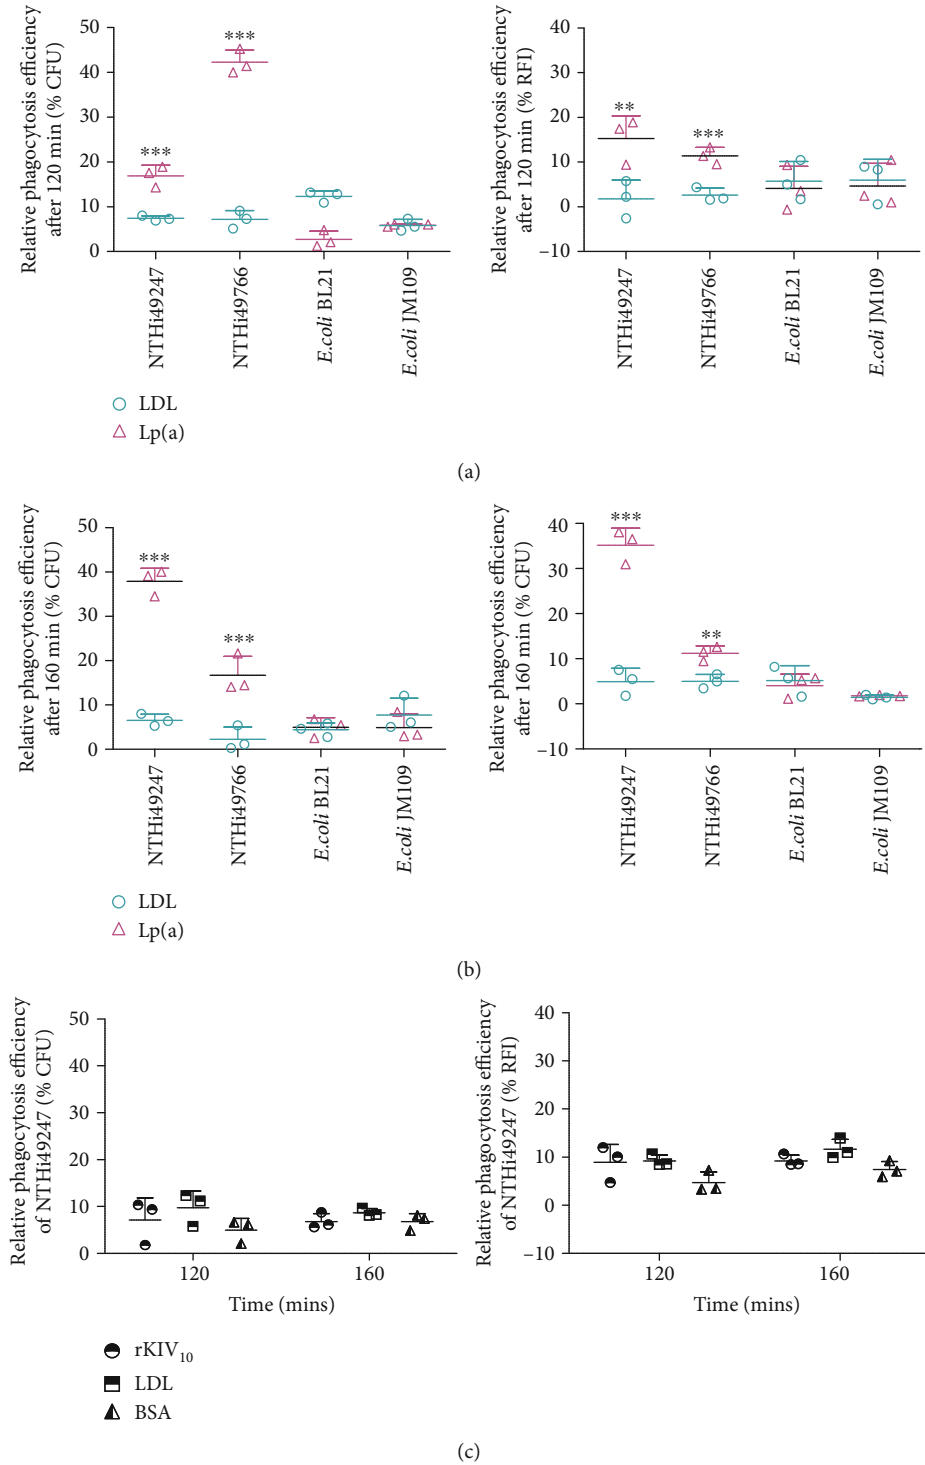 Relative phagocytosis efficiency
after 120 min (% CFU)
50
40
30
20
10
0
***
***
NTHi49247
NTHi49766
E.coli BL21
E.coli JM109
LDL
Lp(a)
Relative phagocytosis efficiency
after 120 min (% RFI)
40
30
20
10
0
−10
**
***
NTHi49247
NTHi49766
E.coli BL21
E.coli JM109
(a)
Relative phagocytosis efficiency
after 160 min (% CFU)
50
40
30
20
10
0
***
***
NTHi49247
NTHi49766
E.coli BL21
E.coli JM109
LDL
Lp(a)
Relative phagocytosis efficiency
after 160 min (% CFU)
40
30
20
10
0
−10
***
**
NTHi49247
NTHi49766
E.coli BL21
E.coli JM109
(b)
Relative phagocytosis efficiency
of NTHi49247 (% CFU)
50
40
30
20
10
0
120
160
Time (mins)
rKIV10
LDL
BSA
Relative phagocytosis efficiency
of NTHi49247 (% RFI)
40
30
20
10
0
−10
120
160
Time (mins)
(c)